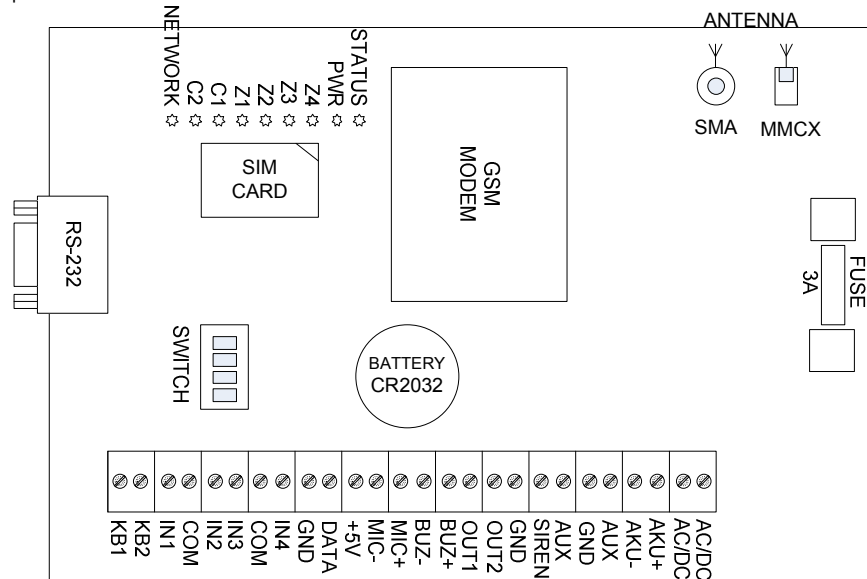 ANTENNA
NETWORK
C2
C1
Z1
Z2
Z3
Z4
PWR
STATUS
SMA
MMCX
SIM
CARD
GSM
MODEM
RS-232
FUSE
3A
SWITCH
BATTERY
CR2032
KB1
KB2
IN1
COM
IN2
IN3
COM
IN4
GND
DATA
+5V
MIC-
MIC+
BUZ-
BUZ+
OUT1
OUT2
GND
SIREN
AUX
GND
AUX
AKU-
AKU+
AC/DC
AC/DC